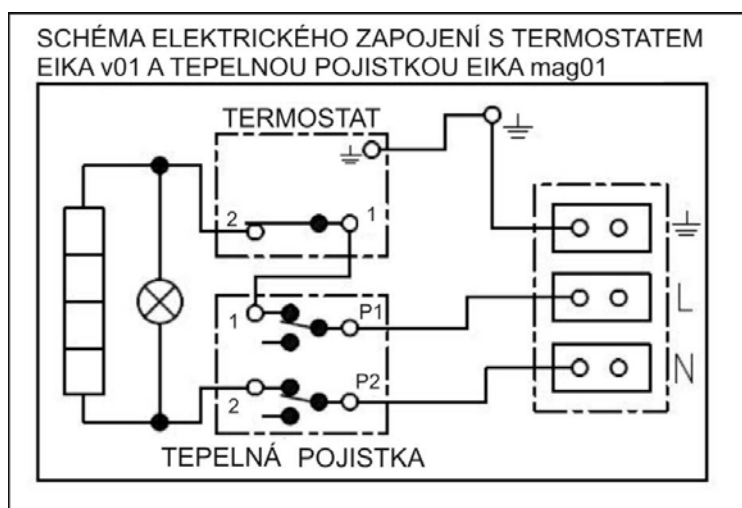 SCHÉMA ELEKTRICKÉHO ZAPOJENÍ S TERMOSTATEM
EIKA v01 A TEPELNOU POJISTKOU EIKA mag01
TERMOSTAT
2
1
1
P1
L
2
P2
N
TEPELNÁ POJISTKA